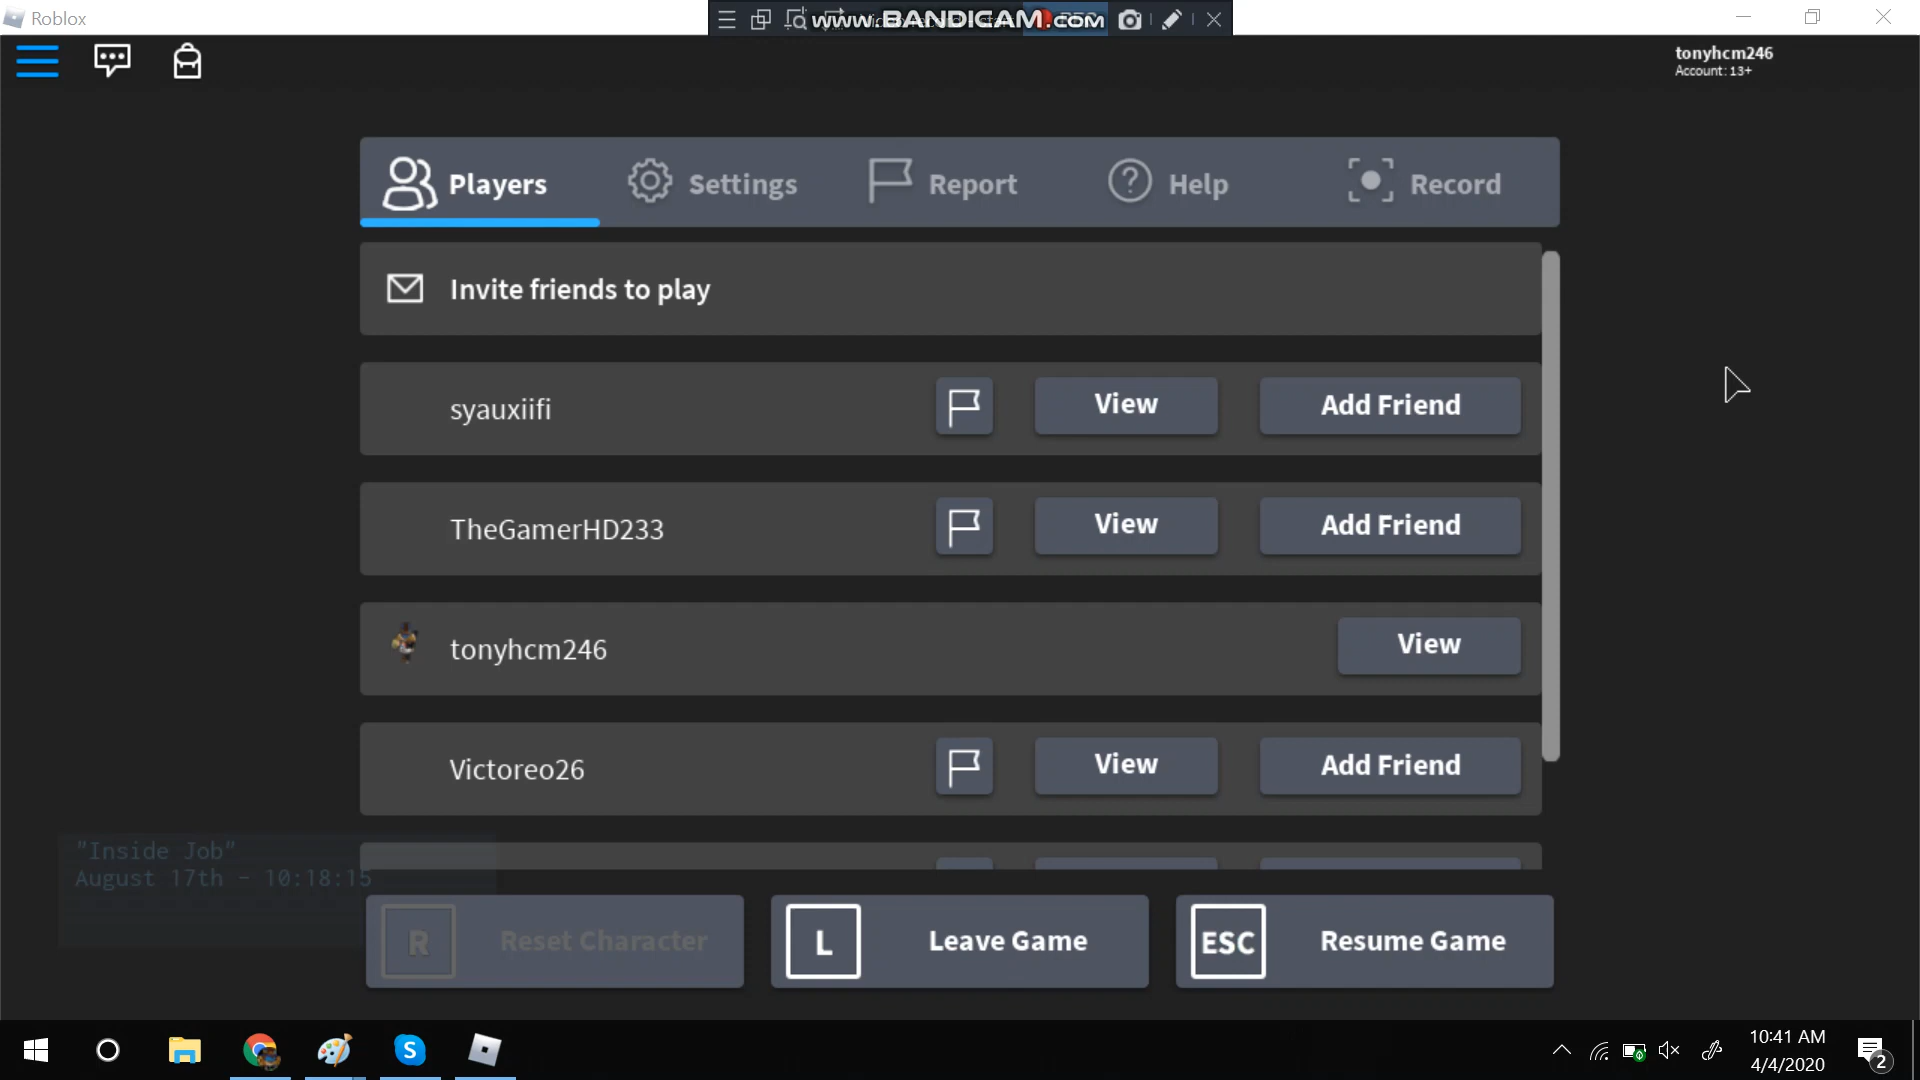 Roblox
www.BANDICAM.COM
tonyhcm246
Account: 13+
Players
Settings
Report
Help
Record
Invite friends to play
syauxiifi
View
Add Friend
TheGamerHD233
View
Add Friend
tonyhcm246
View
Victoreo26
View
Add Friend
"Inside Job"
August 17th - 10:18:15
R
Reset Character
L
Leave Game
ESC
Resume Game
S
10:41 AM
4/4/2020
2